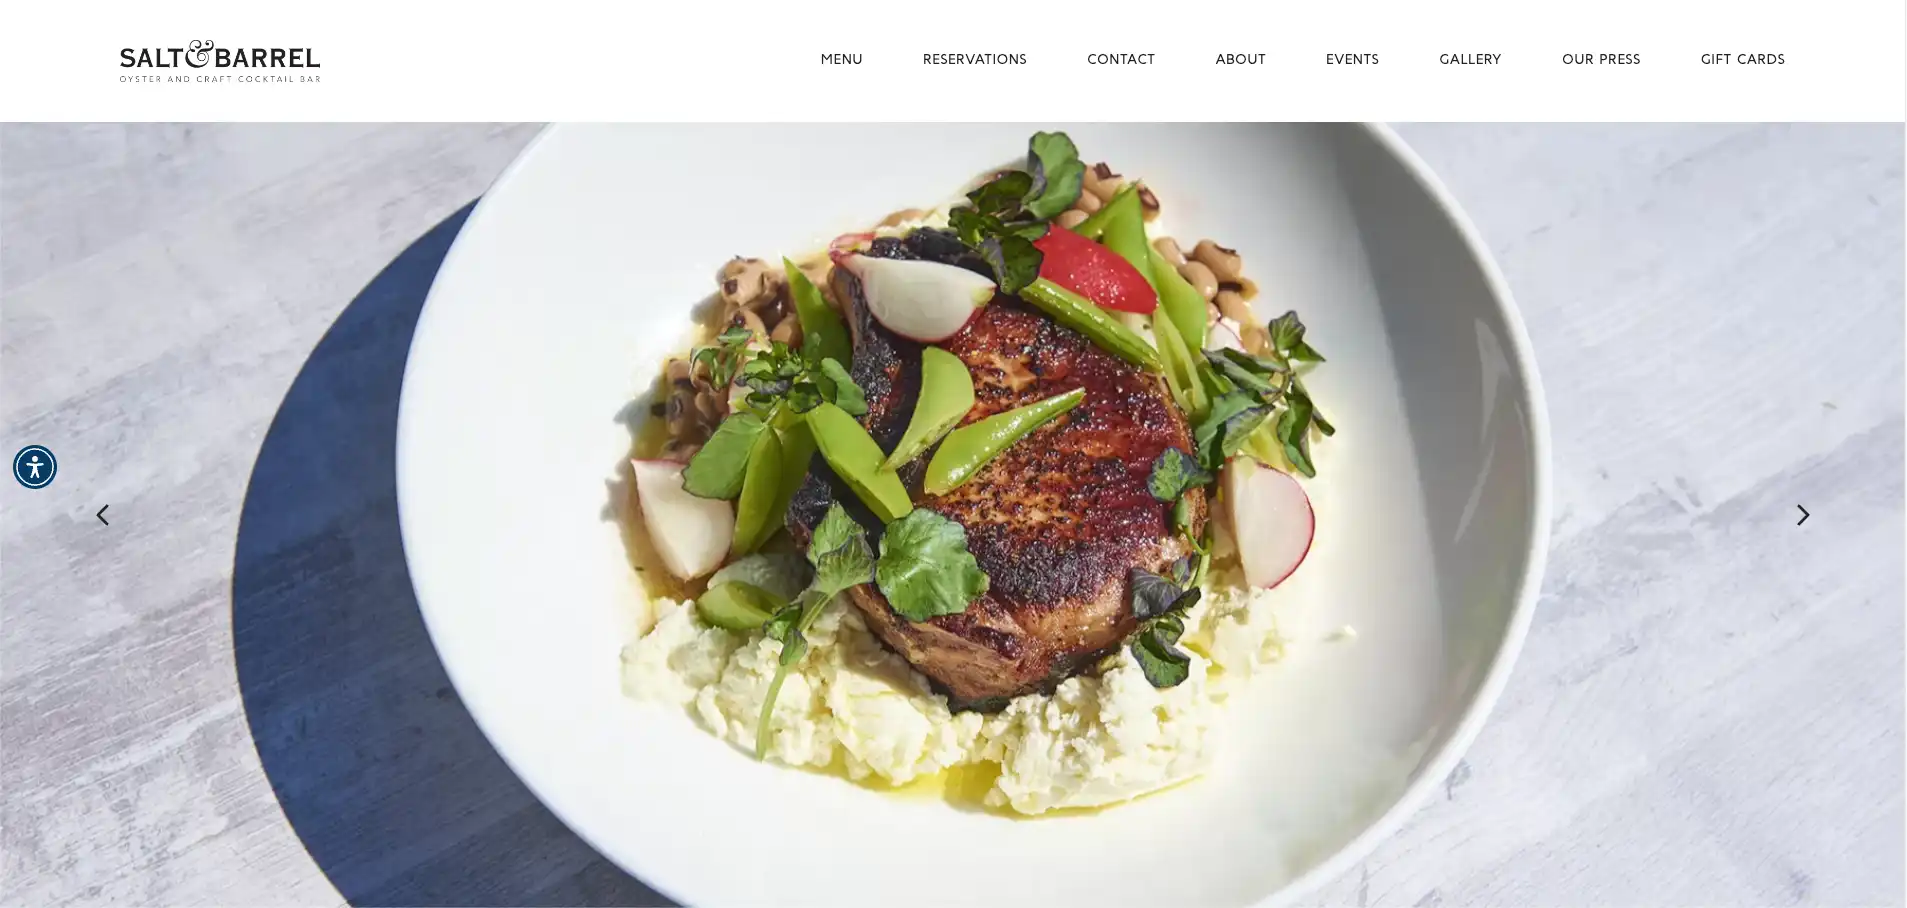 SALT&BARREL
OYSTER AND CRAFT COCKTAIL BAR
MENU
RESERVATIONS
CONTACT
ABOUT
EVENTS
GALLERY
OUR PRESS
GIFT CARDS